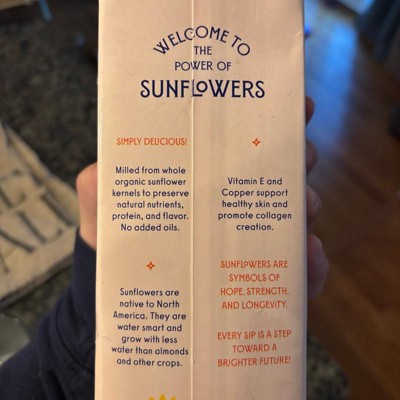 WELCOME TO
THE
POWER OF
SUNFLOWERS
SIMPLY DELICIOUS!
Milled from whole
organic sunflower
kernels to preserve
natural nutrients,
protein, and flavor.
No added oils.
Sunflowers are
native to North
America. They are
water smart and
grow with less
water than almonds
and other crops.
Vitamin E and
Copper support
healthy skin and
promote collagen
creation.
SUNFLOWERS ARE
SYMBOLS OF
HOPE, STRENGTH,
AND LONGEVITY.
EVERY SIP IS A STEP
TOWARD A
BRIGHTER FUTURE!